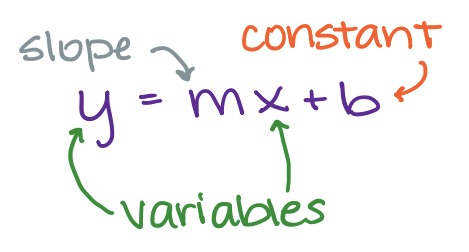 slope
constant
y = mx + b
variables